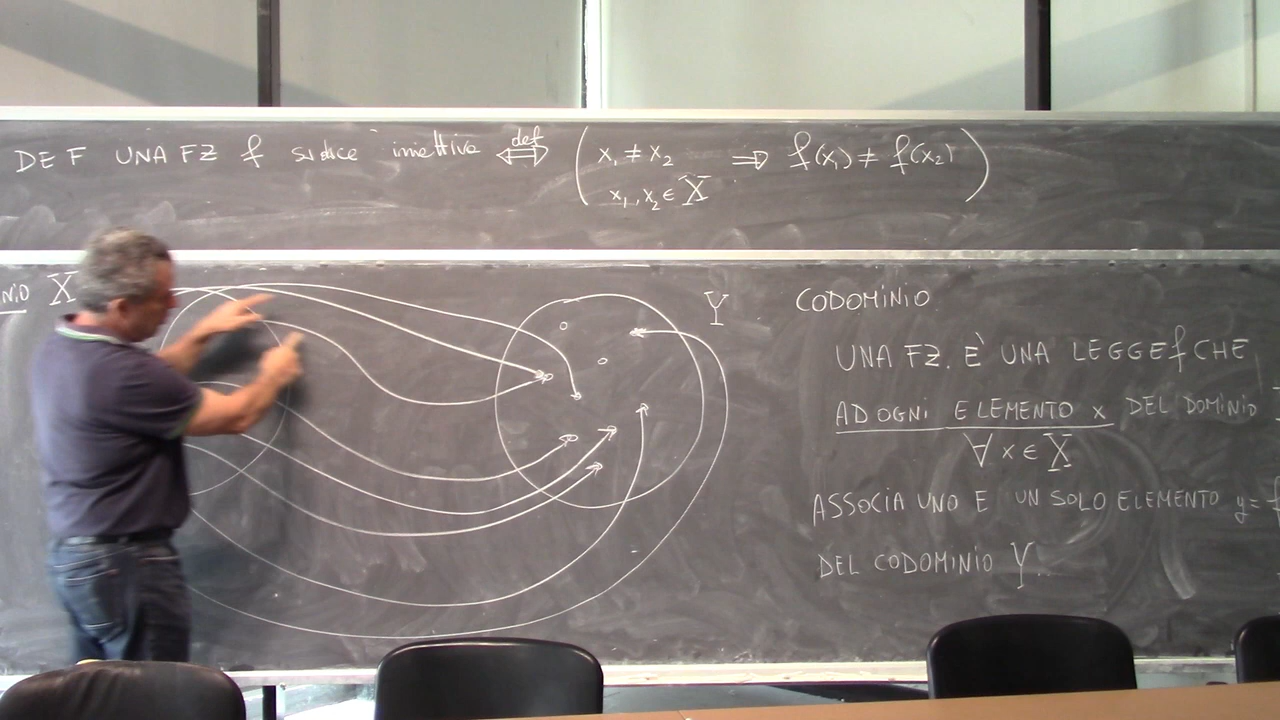 DEF UNA FZ f si dice iniettiva ⟺ def ( x₁ ≠ x₂ ⟹ f(x₁) ≠ f(x₂) )
x₁, x₂ ∈ X
NIO X
Y CODOMINIO
UNA FZ. È UNA LEGGE f CHE
AD OGNI ELEMENTO x DEL DOMINIO
∀ x ∈ X
ASSOCIA UNO E UN SOLO ELEMENTO y =
DEL CODOMINIO Y.